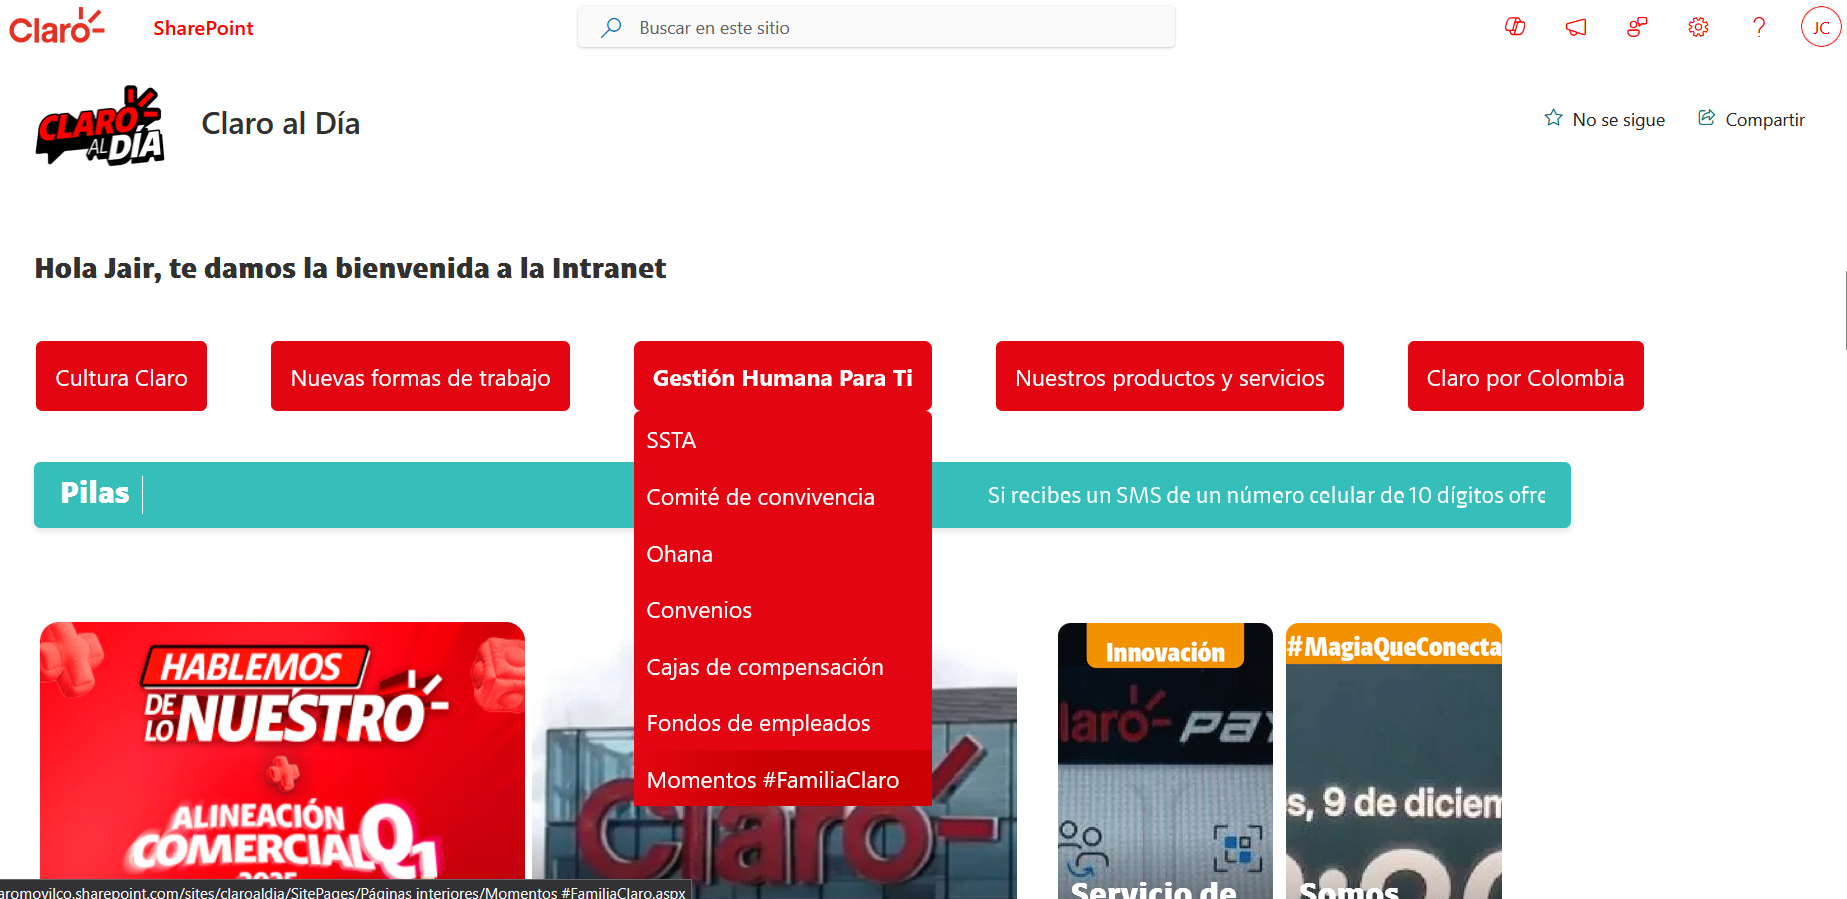 Claro
SharePoint
Buscar en este sitio
JC
CLARO
AL DÍA
Claro al Día
No se sigue
Compartir
Hola Jair, te damos la bienvenida a la Intranet
Cultura Claro
Nuevas formas de trabajo
Gestión Humana Para Ti
Nuestros productos y servicios
Claro por Colombia
SSTA
Comité de convivencia
Ohana
Convenios
Cajas de compensación
Fondos de empleados
Momentos #FamiliaClaro
Pilas
Si recibes un SMS de un número celular de 10 dígitos ofre
HABLEMOS
DE LO NUESTRO
ALINEACIÓN
COMERCIAL Q1
2025
Claro
Innovación
laro pay
Servicio de
#MagiaQueConecta
s, 9 de diciem
Somos
aromovilco.sharepoint.com/sites/claroaldia/SitePages/Páginas interiores/Momentos #FamiliaClaro.aspx